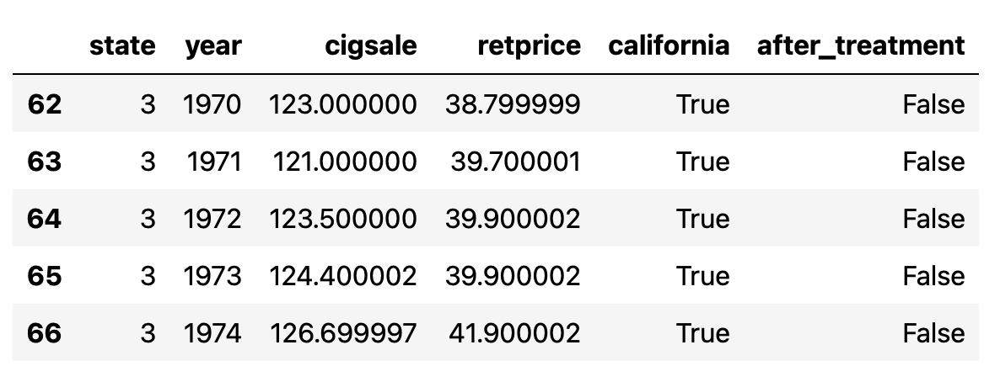 state year cigsale retprice california after_treatment
62 3 1970 123.000000 38.799999 True False
63 3 1971 121.000000 39.700001 True False
64 3 1972 123.500000 39.900002 True False
65 3 1973 124.400002 39.900002 True False
66 3 1974 126.699997 41.900002 True False